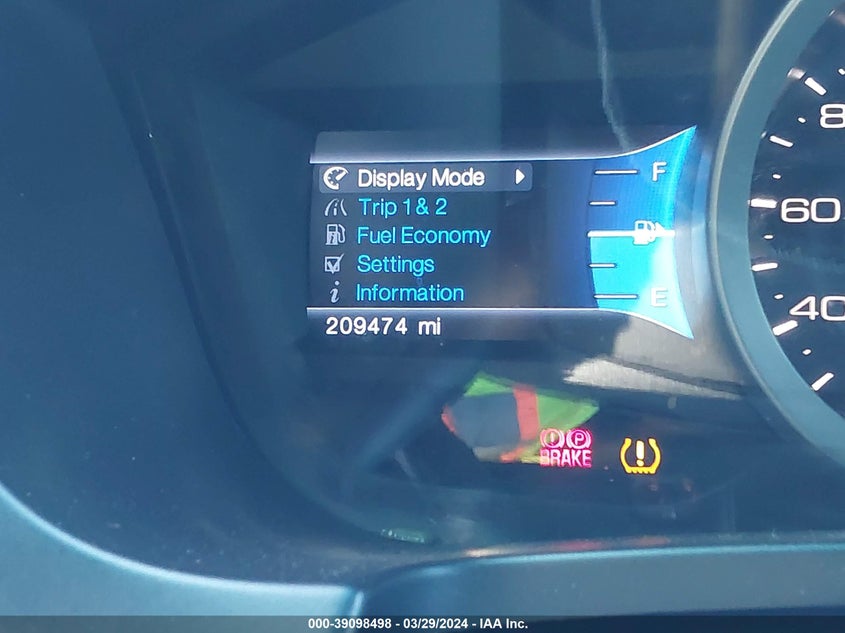 Display Mode
Trip 1 & 2
Fuel Economy
Settings
Information
209474 mi
F
E
8
60
40
BRAKE
P
000-39098498 - 03/29/2024 - IAA Inc.